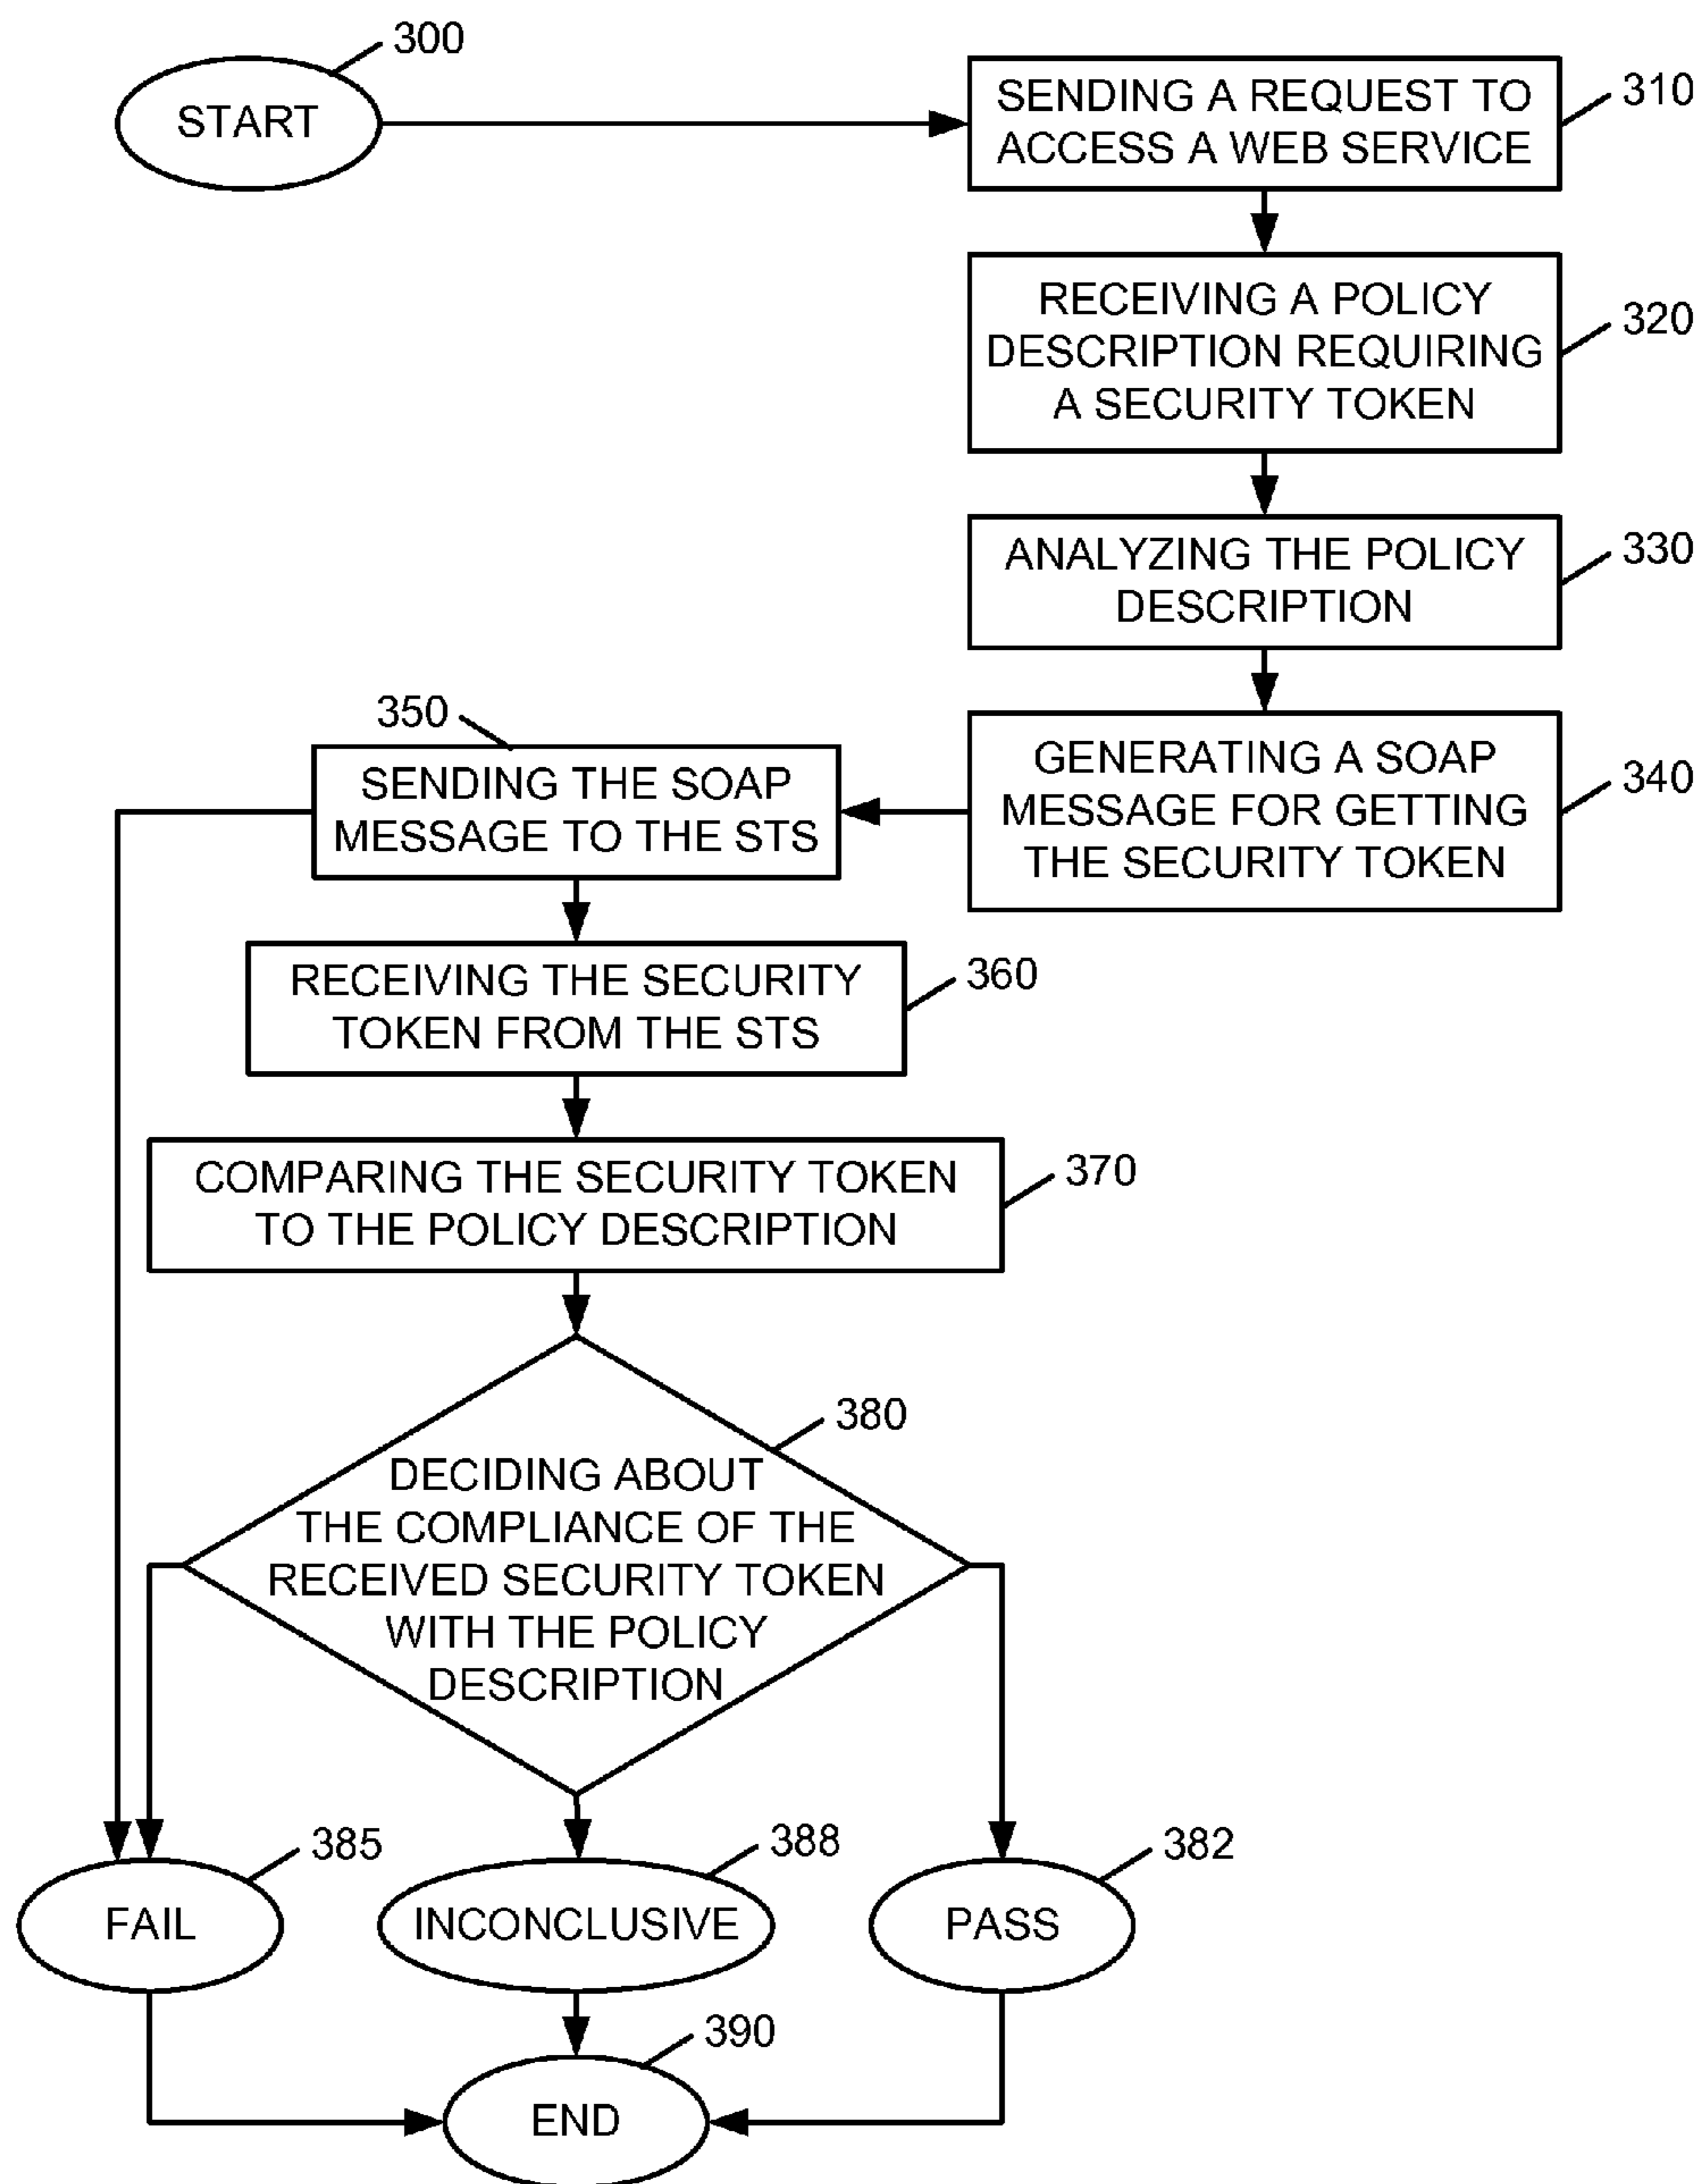 300
START
SENDING A REQUEST TO
ACCESS A WEB SERVICE
310
RECEIVING A POLICY
DESCRIPTION REQUIRING
A SECURITY TOKEN
320
ANALYZING THE POLICY
DESCRIPTION
330
GENERATING A SOAP
MESSAGE FOR GETTING
THE SECURITY TOKEN
340
350
SENDING THE SOAP
MESSAGE TO THE STS
RECEIVING THE SECURITY
TOKEN FROM THE STS
360
COMPARING THE SECURITY TOKEN
TO THE POLICY DESCRIPTION
370
380
DECIDING ABOUT
THE COMPLIANCE OF THE
RECEIVED SECURITY TOKEN
WITH THE POLICY
DESCRIPTION
385
FAIL
388
INCONCLUSIVE
382
PASS
390
END